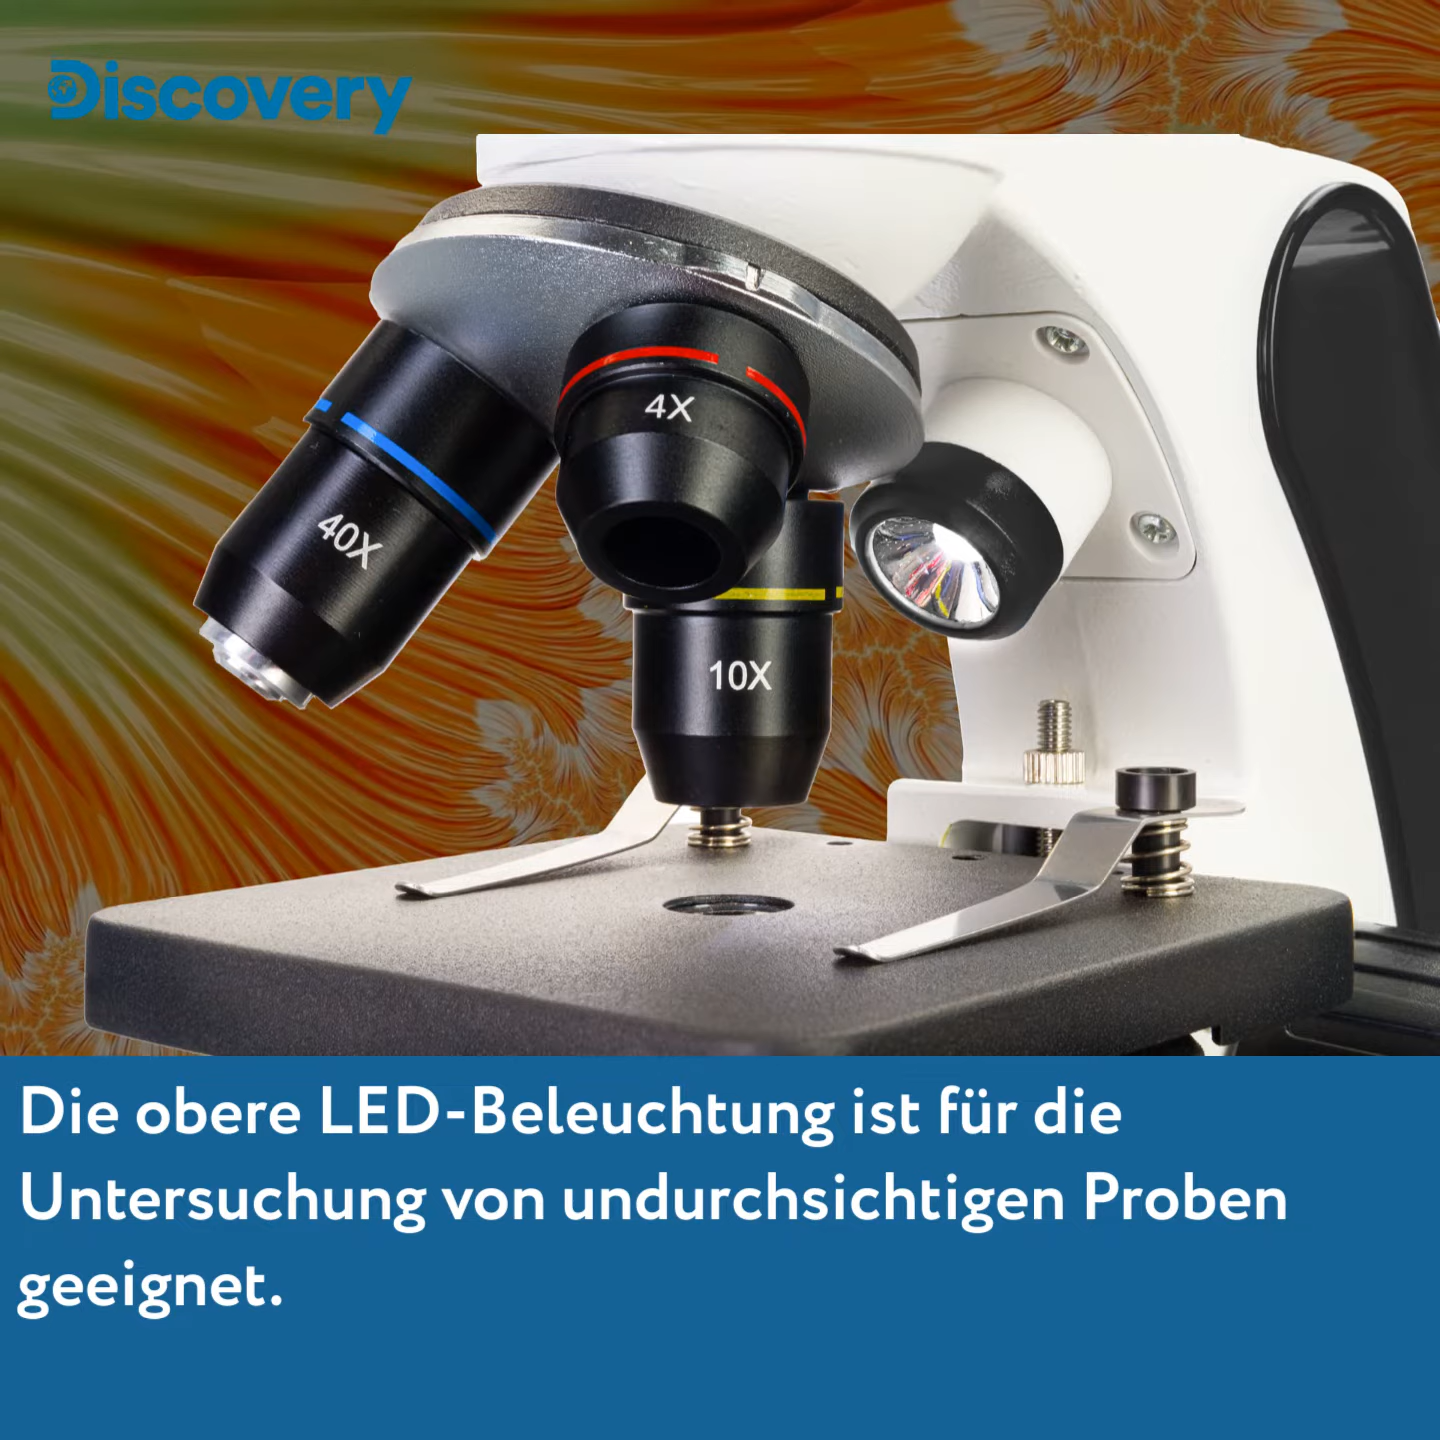 Discovery
4X
40X
10X
Die obere LED-Beleuchtung ist für die
Untersuchung von undurchsichtigen Proben
geeignet.